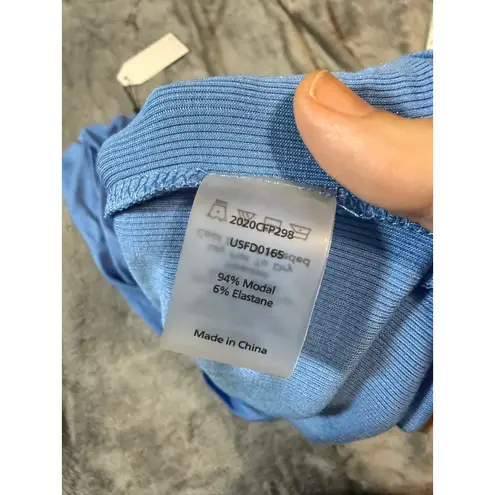 2020CFP298
USFD0165
94% Modal
6% Elastane
Made in China